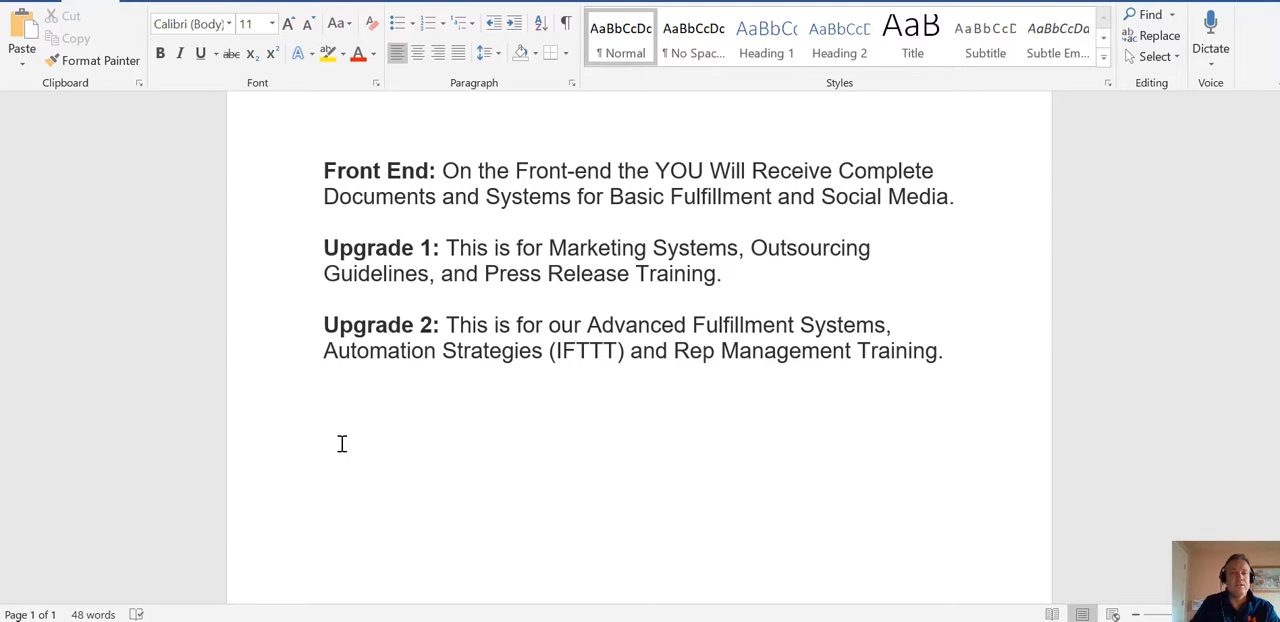 Paste
Cut
Copy
Format Painter
Clipboard
Calibri (Body) 11
Aa
Font
Paragraph
AaBbCcDc AaBbCcDc AaBbCc AaBbCcC AaB AaBbCcD AaBbCcDa
¶ Normal ¶ No Spac... Heading 1 Heading 2 Title Subtitle Subtle Em...
Styles
Find
Replace
Select
Editing
Dictate
Voice
Front End: On the Front-end the YOU Will Receive Complete
Documents and Systems for Basic Fulfillment and Social Media.
Upgrade 1: This is for Marketing Systems, Outsourcing
Guidelines, and Press Release Training.
Upgrade 2: This is for our Advanced Fulfillment Systems,
Automation Strategies (IFTTT) and Rep Management Training.
Page 1 of 1 48 words